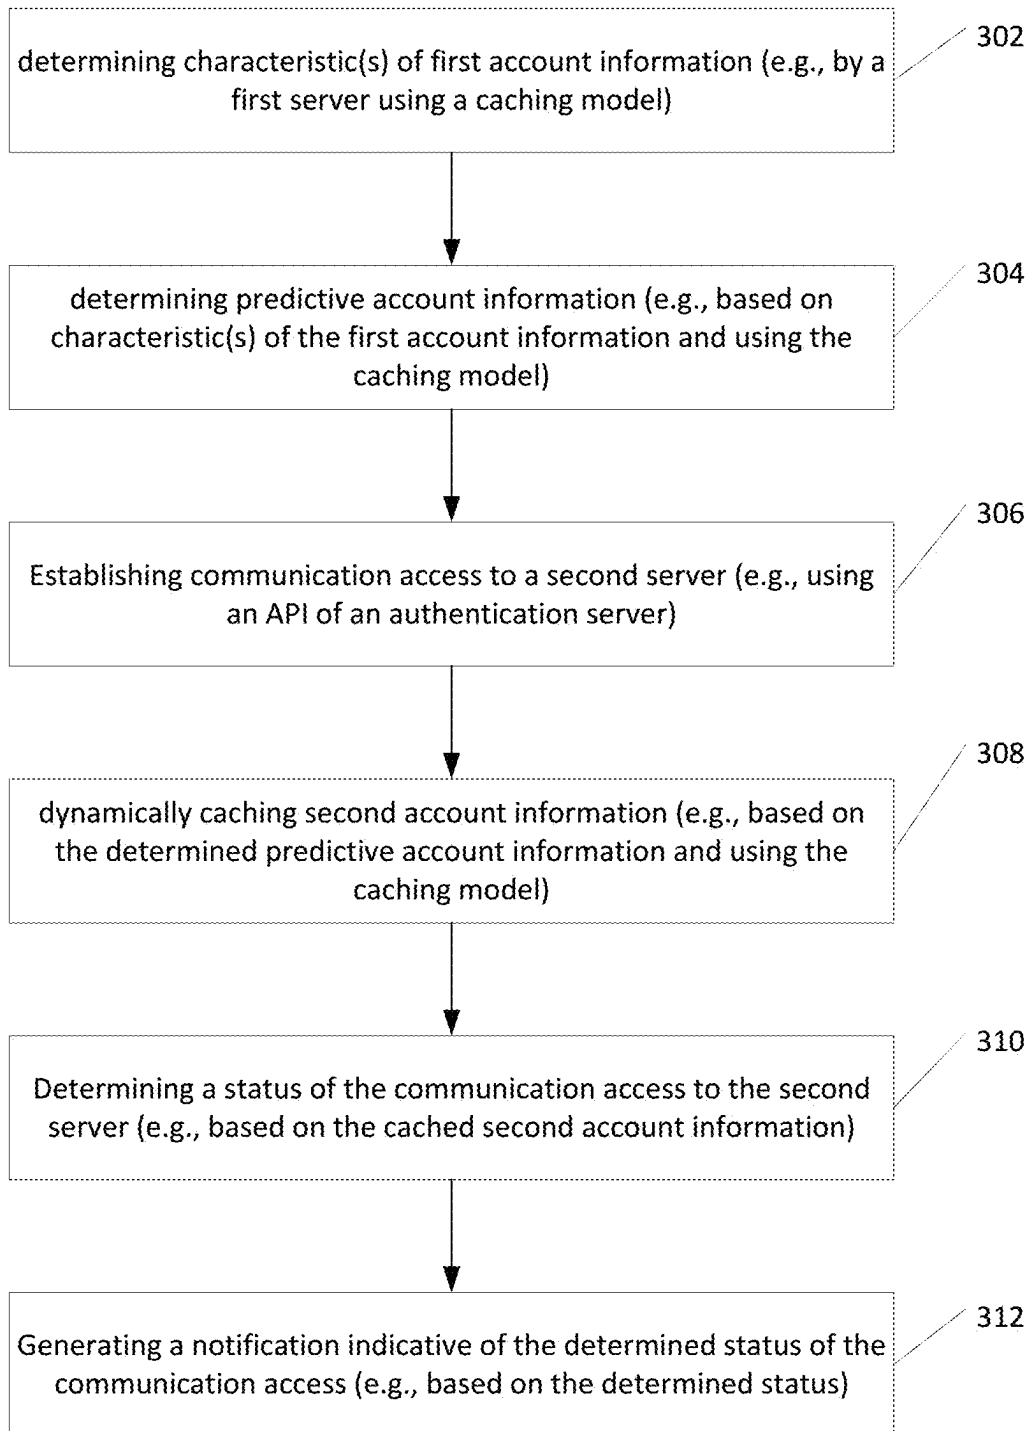 determining characteristic(s) of first account information (e.g., by a
first server using a caching model)
302
determining predictive account information (e.g., based on
characteristic(s) of the first account information and using the
caching model)
304
Establishing communication access to a second server (e.g., using
an API of an authentication server)
306
dynamically caching second account information (e.g., based on
the determined predictive account information and using the
caching model)
308
Determining a status of the communication access to the second
server (e.g., based on the cached second account information)
310
Generating a notification indicative of the determined status of the
communication access (e.g., based on the determined status)
312